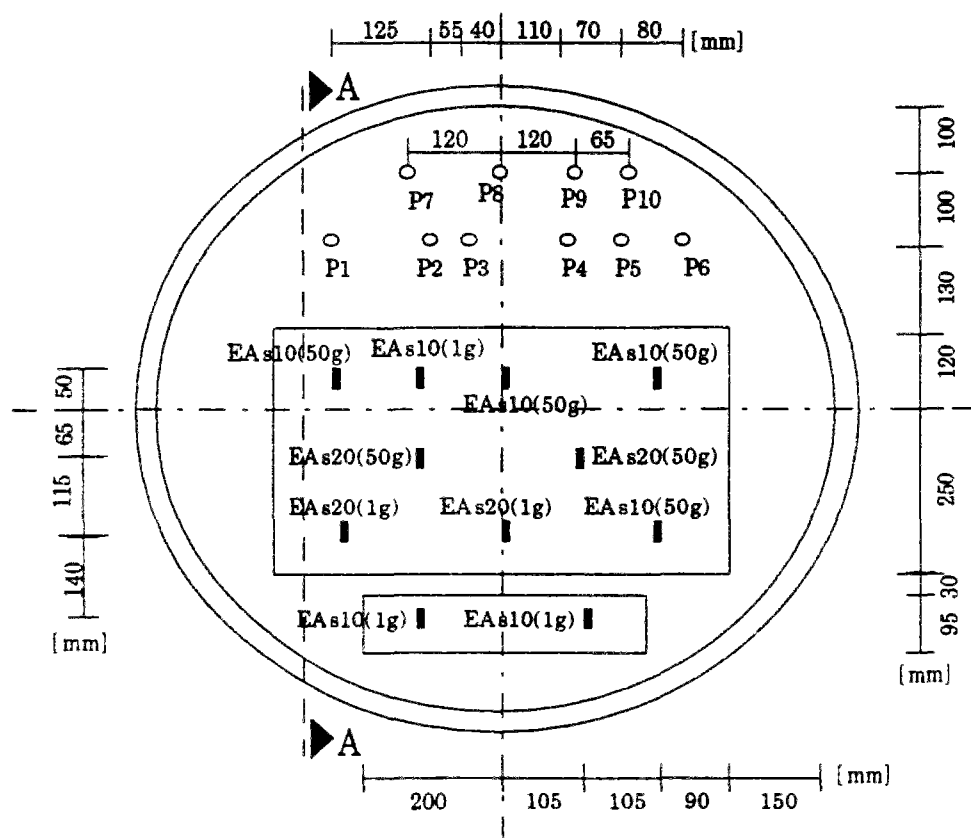 125 55 40 110 70 80 [mm]
A
120 120 65
100
P7 P8 P9 P10
100
P1 P2 P3 P4 P5 P6
130
EAs10(50g) EAs10(1g) EAs10(50g)
120
50
EAs10(50g)
65
EAs20(50g) EAs20(50g)
115
250
EAs20(1g) EAs20(1g) EAs10(50g)
140
30
EAs10(1g) EAs10(1g)
95
[mm]
[mm]
A
[mm]
200 105 105 90 150